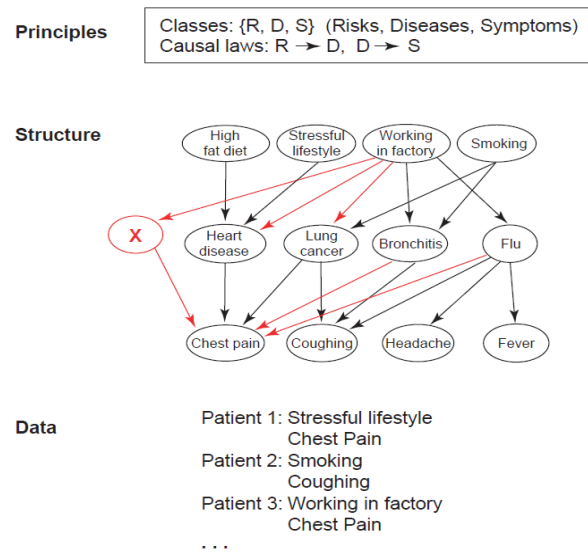 Principles
Classes: {R, D, S} (Risks, Diseases, Symptoms)
Causal laws: R → D, D → S
Structure
High
fat diet
Stressful
lifestyle
Working
in factory
Smoking
X
Heart
disease
Lung
cancer
Bronchitis
Flu
Chest pain
Coughing
Headache
Fever
Data
Patient 1: Stressful lifestyle
Chest Pain
Patient 2: Smoking
Coughing
Patient 3: Working in factory
Chest Pain
. . .